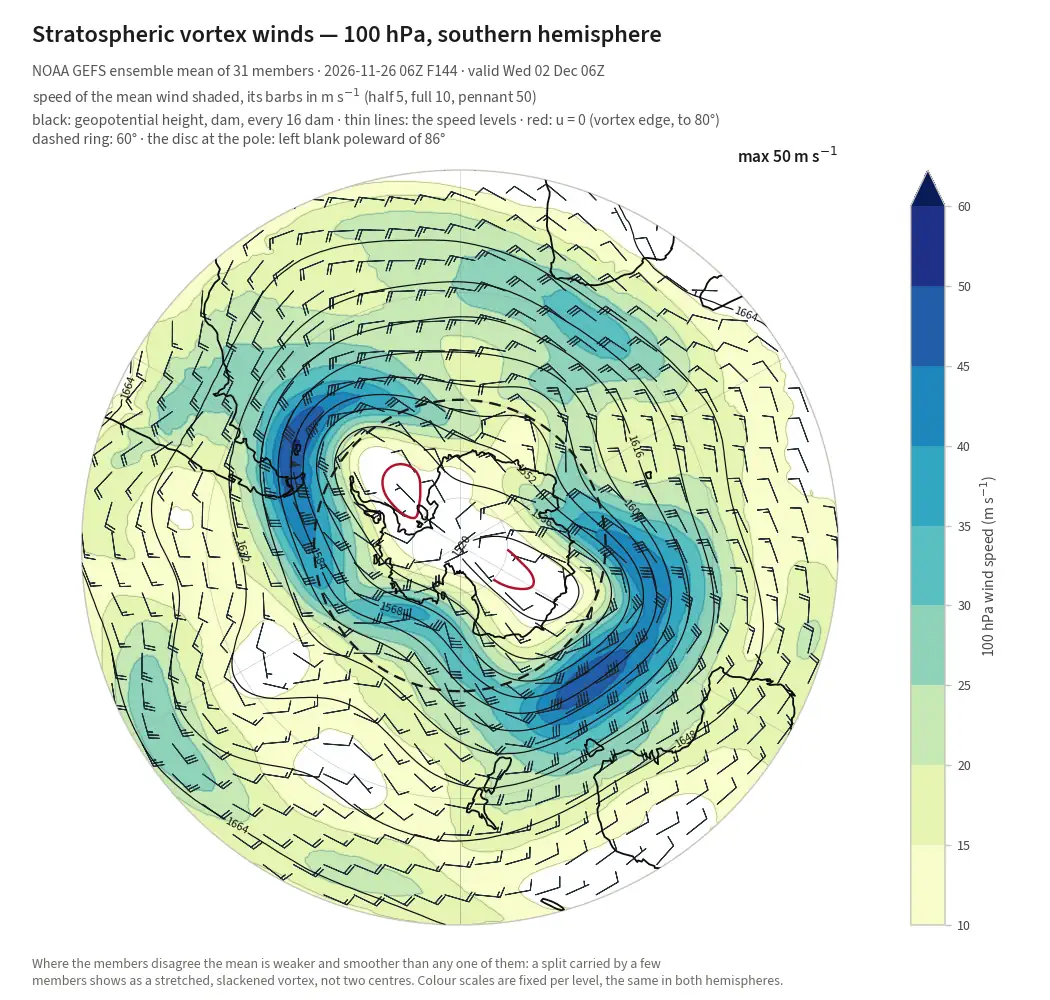 Stratospheric vortex winds — 100 hPa, southern hemisphere
NOAA GEFS ensemble mean of 31 members · 2026-11-26 06Z F144 · valid Wed 02 Dec 06Z
speed of the mean wind shaded, its barbs in m s−1 (half 5, full 10, pennant 50)
black: geopotential height, dam, every 16 dam · thin lines: the speed levels · red: u = 0 (vortex edge, to 80°)
dashed ring: 60° · the disc at the pole: left blank poleward of 86°
max 50 m s−1
60
50
45
40
35
30
25
20
15
10
100 hPa wind speed (m s−1)
1664
1664
1616
1552
1632
1584
1568
1648
1664
Where the members disagree the mean is weaker and smoother than any one of them: a split carried by a few
members shows as a stretched, slackened vortex, not two centres. Colour scales are fixed per level, the same in both hemispheres.